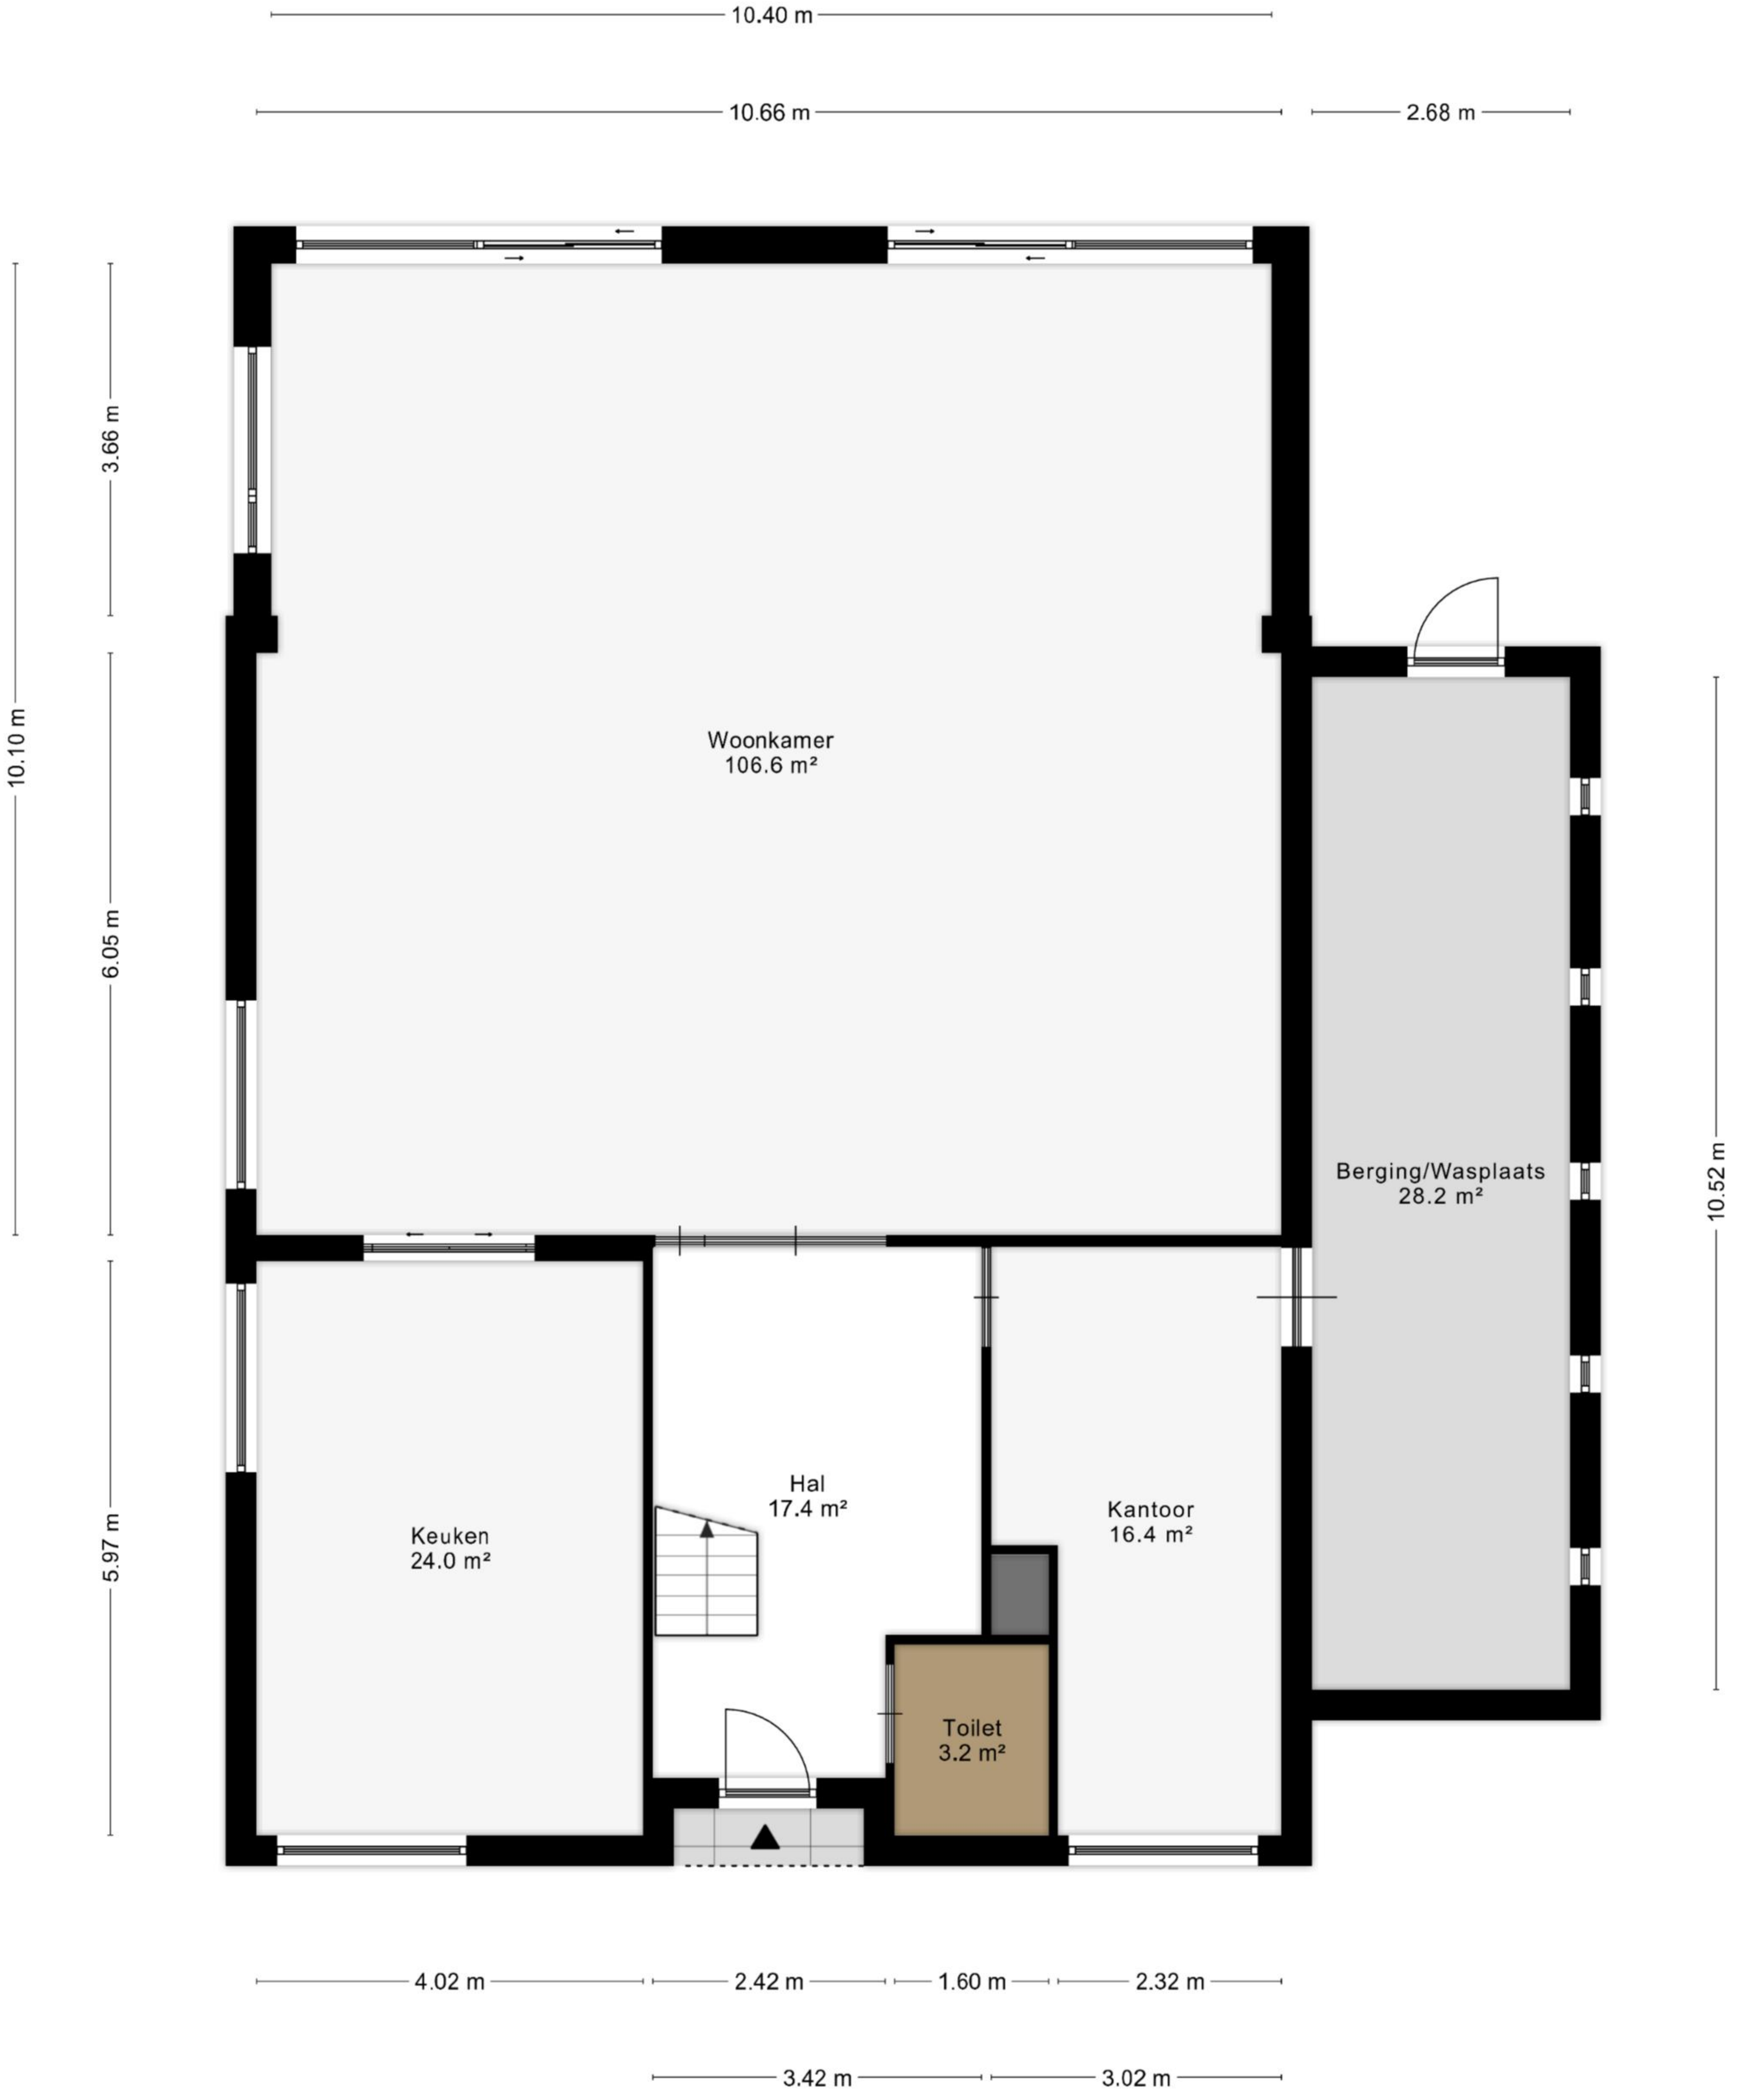 10.40 m
10.66 m
2.68 m
3.66 m
10.10 m
Woonkamer
106.6 m²
6.05 m
Berging/Wasplaats
28.2 m²
10.52 m
Hal
17.4 m²
Kantoor
16.4 m²
Keuken
24.0 m²
5.97 m
Toilet
3.2 m²
4.02 m
2.42 m
1.60 m
2.32 m
3.42 m
3.02 m